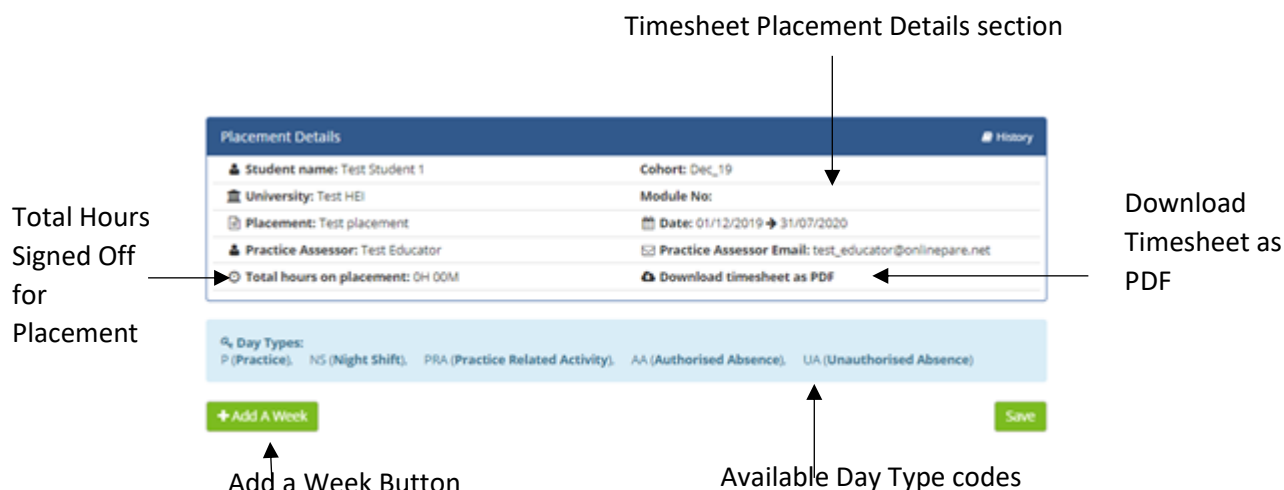 Timesheet Placement Details section
Placement Details
History
Student name: Test Student 1
Cohort: Dec_19
University: Test HEI
Module No:
Placement: Test placement
Date: 01/12/2019 → 31/07/2020
Practice Assessor: Test Educator
Practice Assessor Email: test_educator@onlinepare.net
Total hours on placement: 0H 00M
Download timesheet as PDF
Total Hours
Signed Off
for
Placement
Download
Timesheet as
PDF
Day Types:
P (Practice), NS (Night Shift), PRA (Practice Related Activity), AA (Authorised Absence), UA (Unauthorised Absence)
+ Add A Week
Save
Add a Week Button
Available Day Type codes